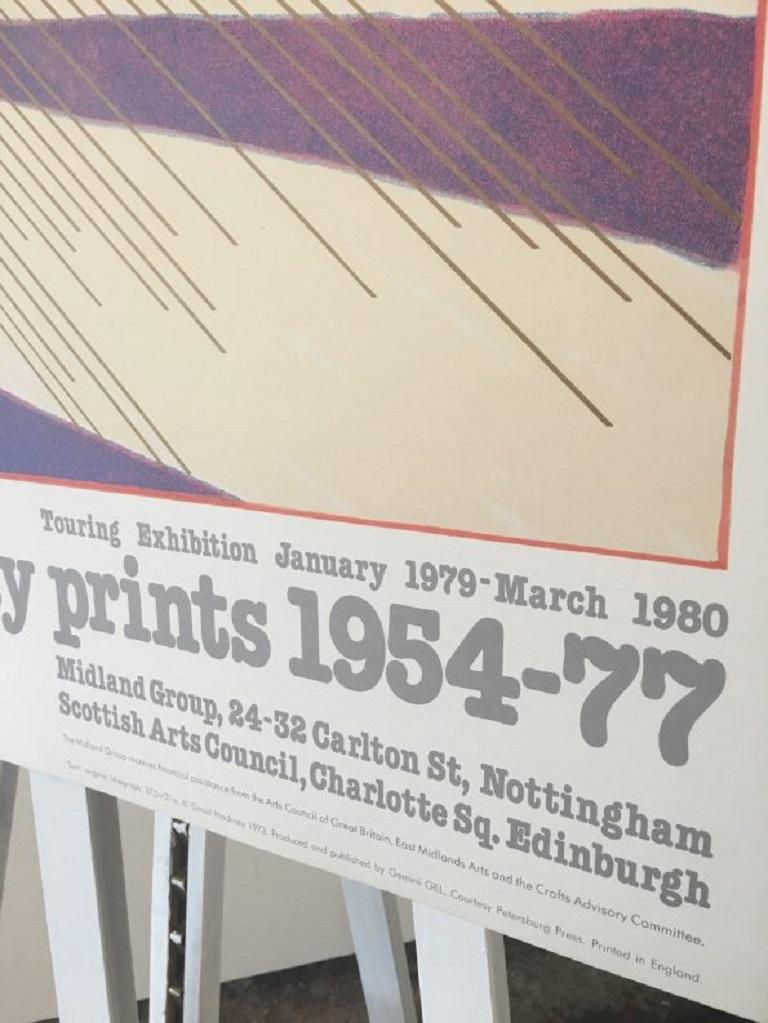 Touring Exhibition January 1979-March 1980
y prints 1954-77
Midland Group, 24-32 Carlton St, Nottingham
Scottish Arts Council, Charlotte Sq. Edinburgh
The Midland Group receives financial assistance from the Arts Council of Great Britain, East Midlands Arts and the Crafts Advisory Committee.
"Sun" original lithograph, © David Hockney 1973. Produced and published by Gemini GEL. Courtesy Petersburg Press. Printed in England.